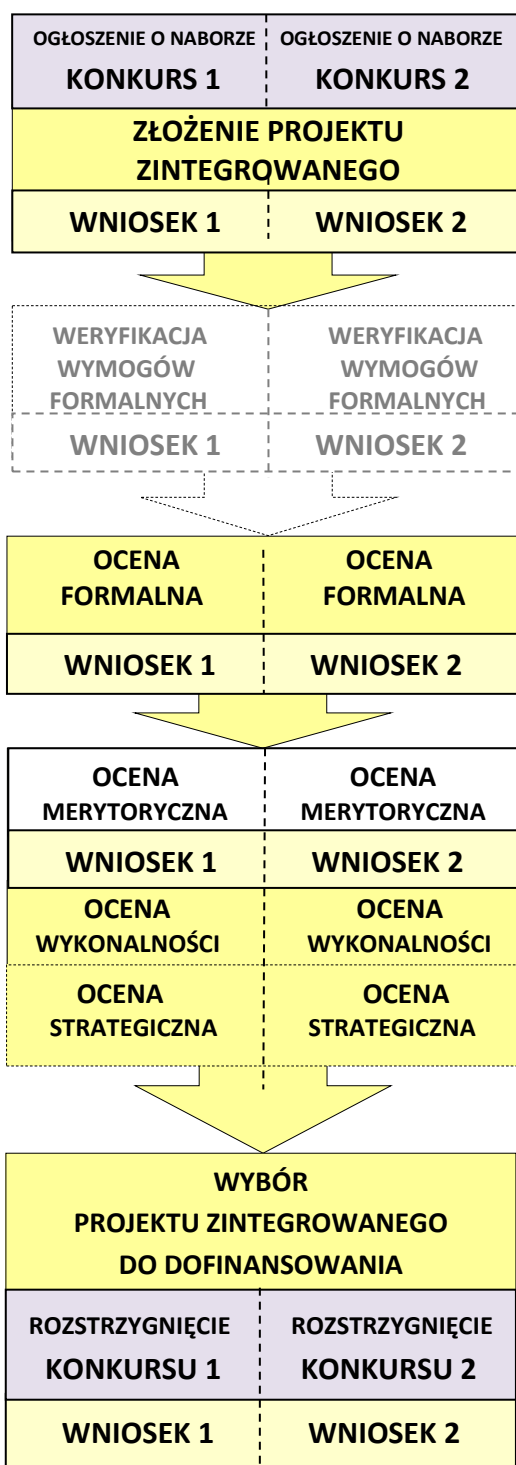 OGŁOSZENIE O NABORZE OGŁOSZENIE O NABORZE
KONKURS 1 KONKURS 2
ZŁOŻENIE PROJEKTU
ZINTEGROWANEGO
WNIOSEK 1 WNIOSEK 2
WERYFIKACJA WERYFIKACJA
WYMOGÓW WYMOGÓW
FORMALNYCH FORMALNYCH
WNIOSEK 1 WNIOSEK 2
OCENA OCENA
FORMALNA FORMALNA
WNIOSEK 1 WNIOSEK 2
OCENA OCENA
MERYTORYCZNA MERYTORYCZNA
WNIOSEK 1 WNIOSEK 2
OCENA OCENA
WYKONALNOŚCI WYKONALNOŚCI
OCENA OCENA
STRATEGICZNA STRATEGICZNA
WYBÓR
PROJEKTU ZINTEGROWANEGO
DO DOFINANSOWANIA
ROZSTRZYGNIĘCIE ROZSTRZYGNIĘCIE
KONKURSU 1 KONKURSU 2
WNIOSEK 1 WNIOSEK 2